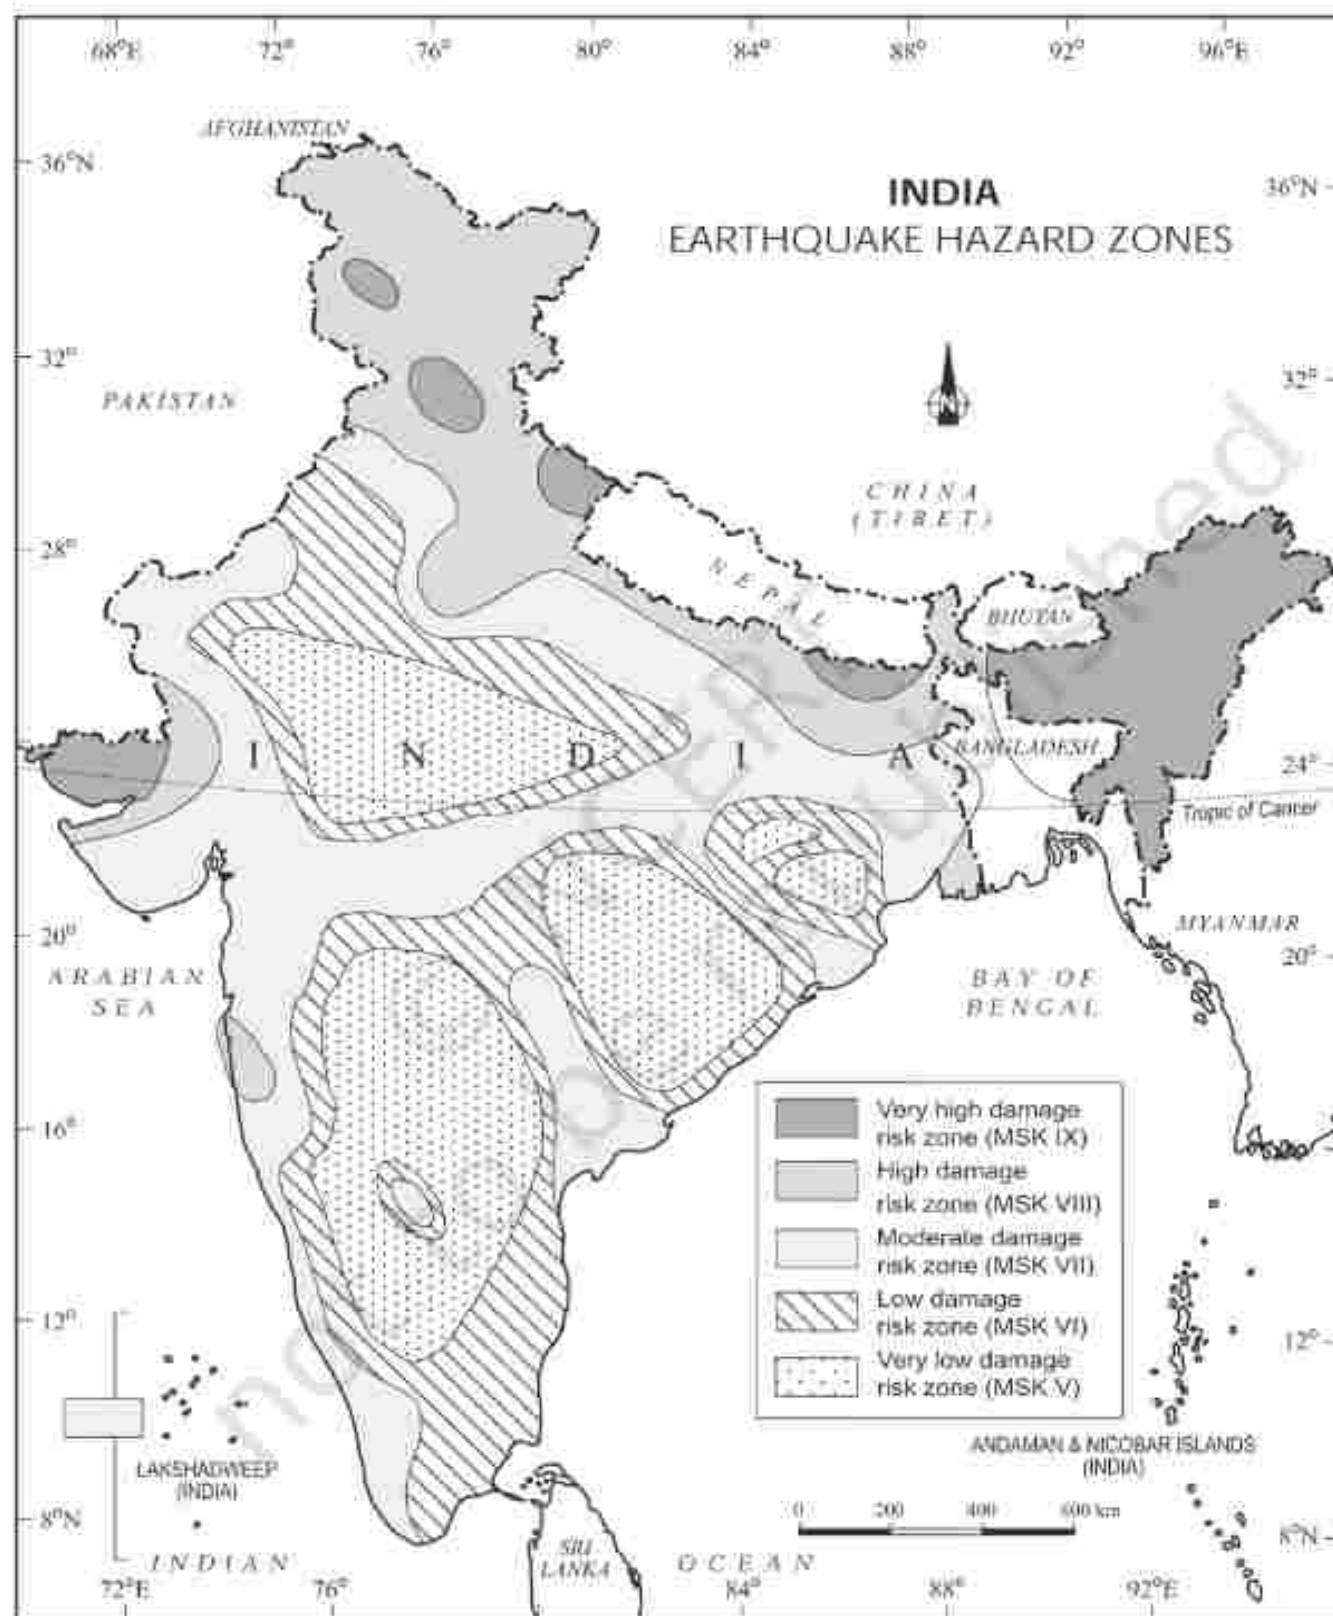 68°E 72° 76° 80° 84° 88° 92° 96°E
AFGHANISTAN
36°N
INDIA
36°N
EARTHQUAKE HAZARD ZONES
32°
32°
PAKISTAN
N
CHINA
(TIBET)
28°
NEPAL
BHUTAN
I N D I A
BANGLADESH
24°
Tropic of Cancer
20°
MYANMAR
20°
ARABIAN
SEA
BAY OF
BENGAL
16°
Very high damage
risk zone (MSK IX)
High damage
risk zone (MSK VIII)
Moderate damage
risk zone (MSK VII)
Low damage
risk zone (MSK VI)
Very low damage
risk zone (MSK V)
12°
12°
LAKSHADWEEP
(INDIA)
ANDAMAN & NICOBAR ISLANDS
(INDIA)
0 200 400 600 km
8°N
8°N
INDIAN
SRI
LANKA
OCEAN
72°E 76° 84° 88° 92°E